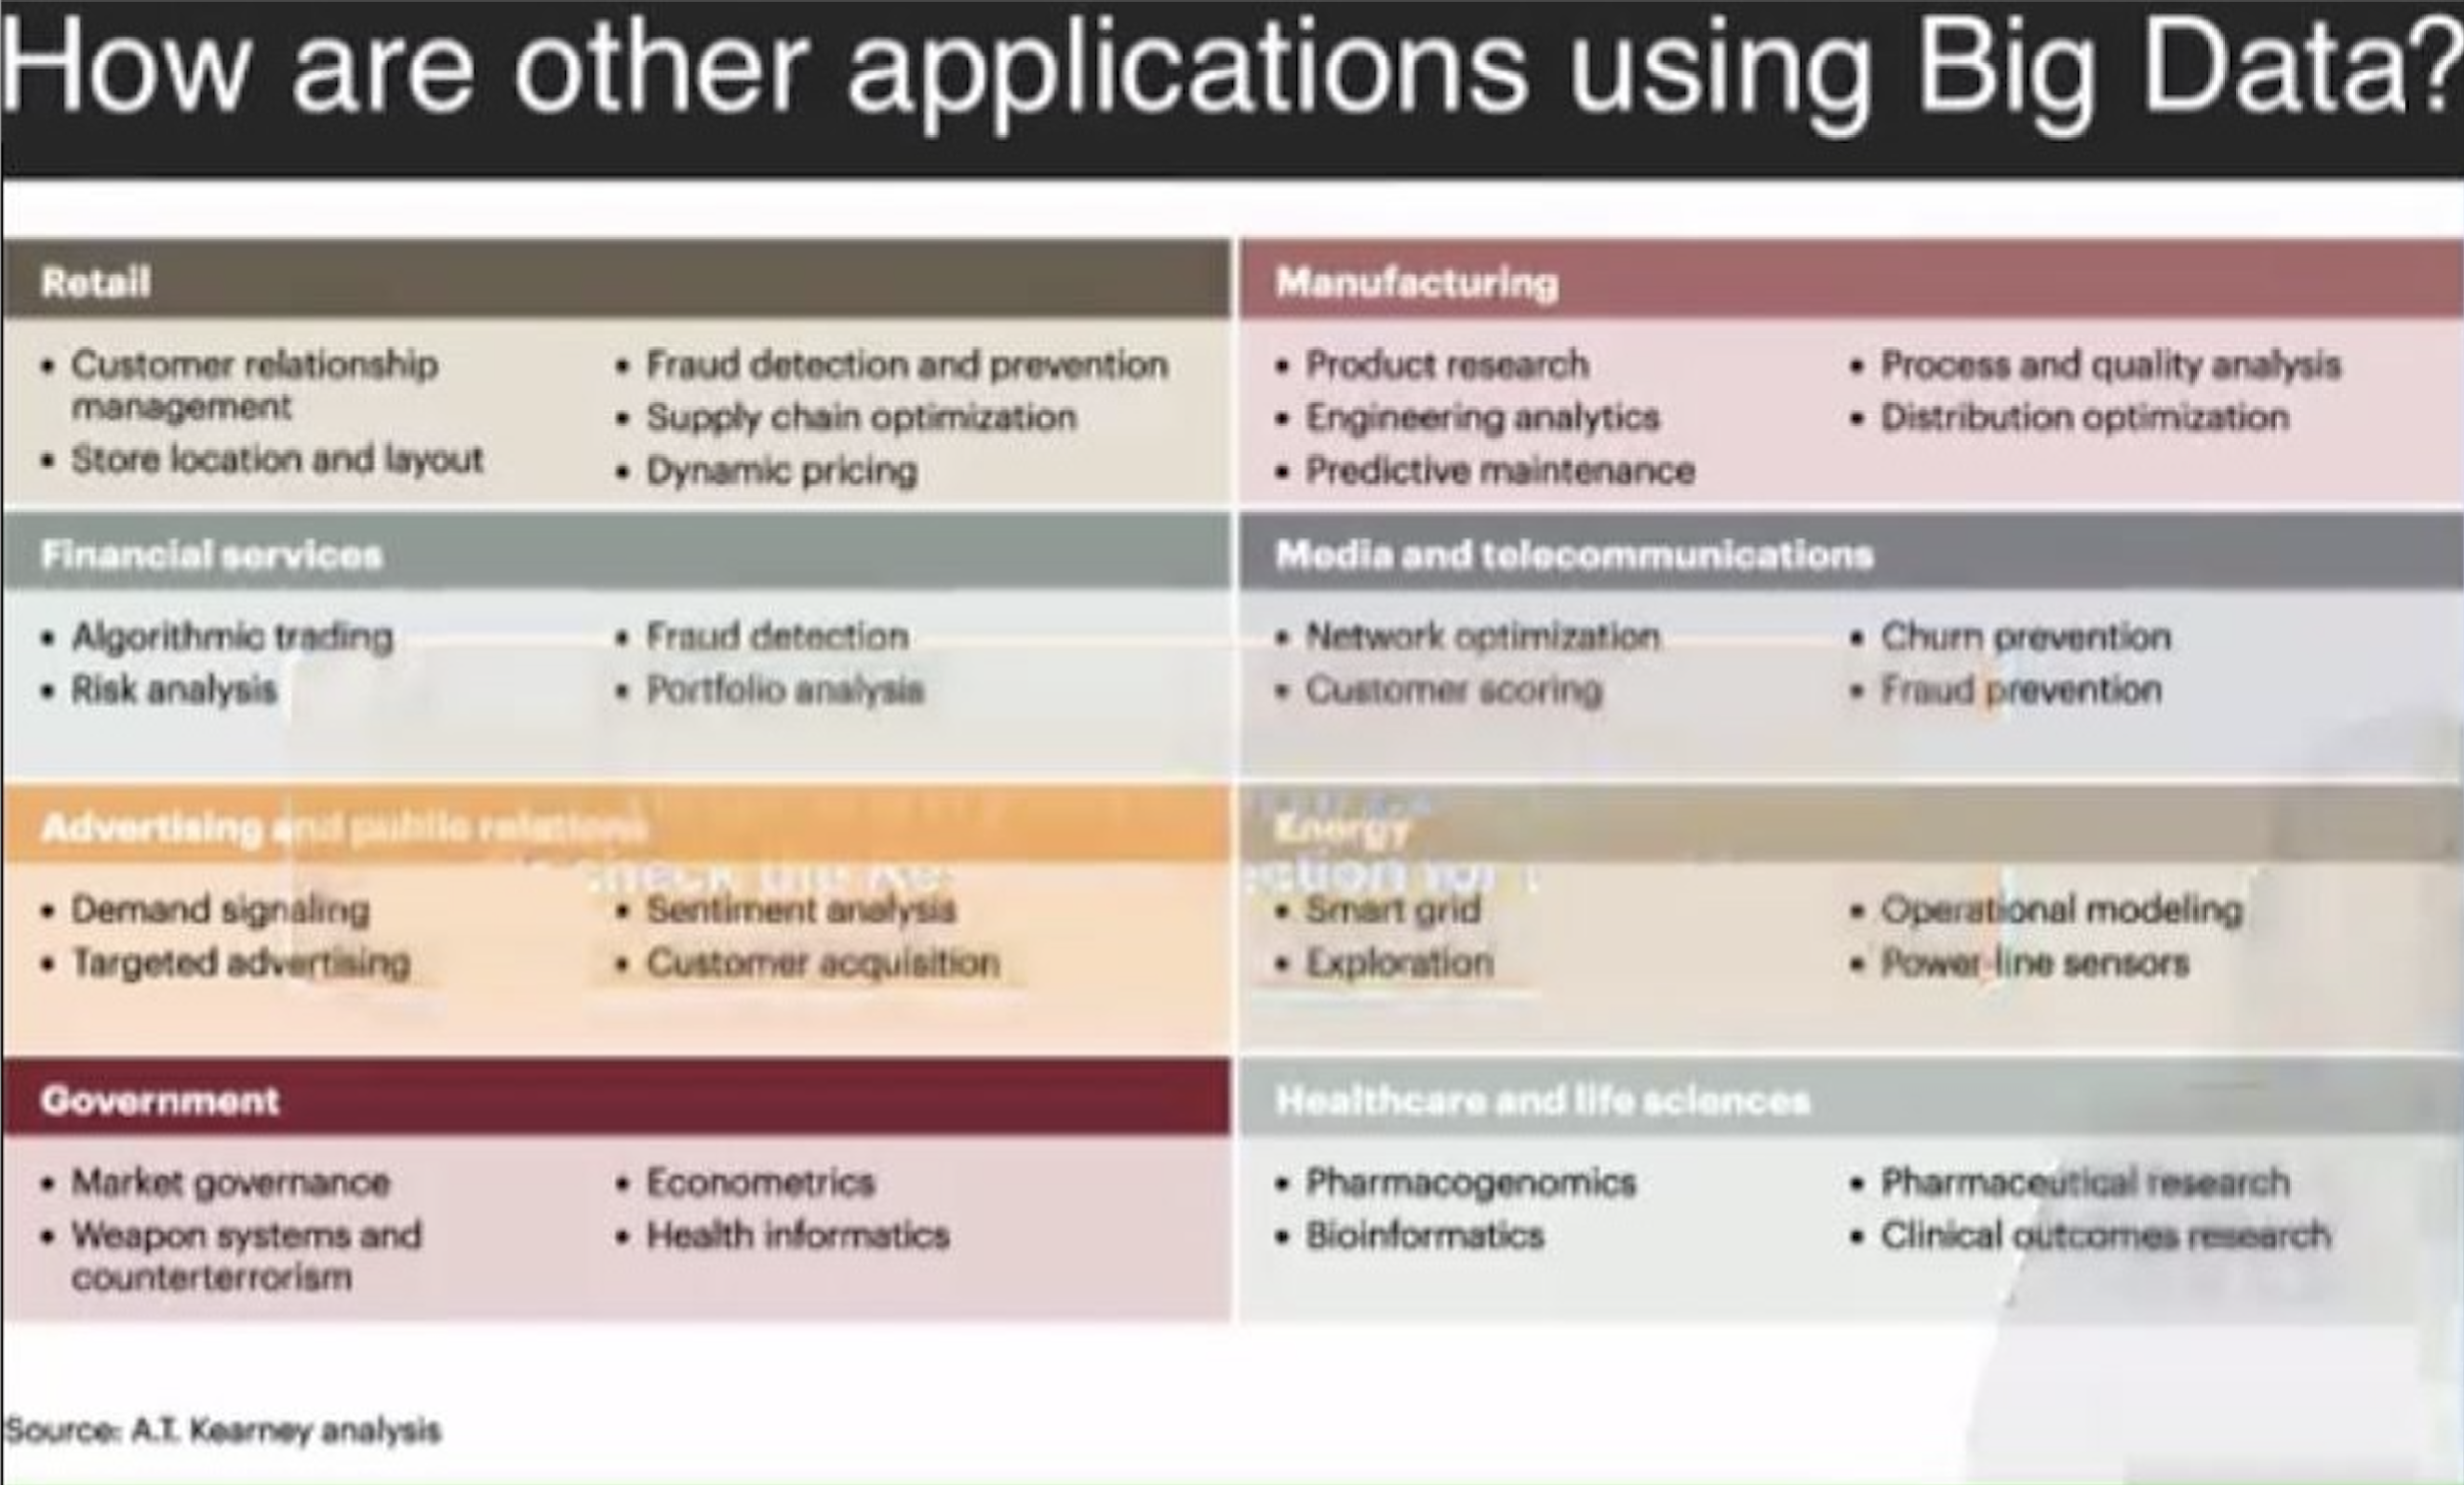 How are other applications using Big Data?
Retail
• Customer relationship
management
• Store location and layout
• Fraud detection and prevention
• Supply chain optimization
• Dynamic pricing
Manufacturing
• Product research
• Engineering analytics
• Predictive maintenance
• Process and quality analysis
• Distribution optimization
Financial services
• Algorithmic trading
• Risk analysis
• Fraud detection
• Portfolio analysis
Media and telecommunications
• Network optimization
• Customer scoring
• Churn prevention
• Fraud prevention
Advertising and public relations
• Demand signaling
• Targeted advertising
• Sentiment analysis
• Customer acquisition
Energy
• Smart grid
• Exploration
• Operational modeling
• Power-line sensors
Government
• Market governance
• Weapon systems and
counterterrorism
• Econometrics
• Health informatics
Healthcare and life sciences
• Pharmacogenomics
• Bioinformatics
• Pharmaceutical research
• Clinical outcomes research
Source: A.T. Kearney analysis